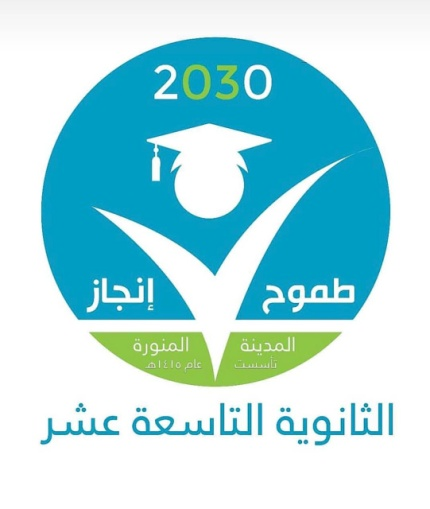 2030
طموح إنجاز
المدينة المنورة
تأسست عام ١٤١٥هـ
الثانوية التاسعة عشر